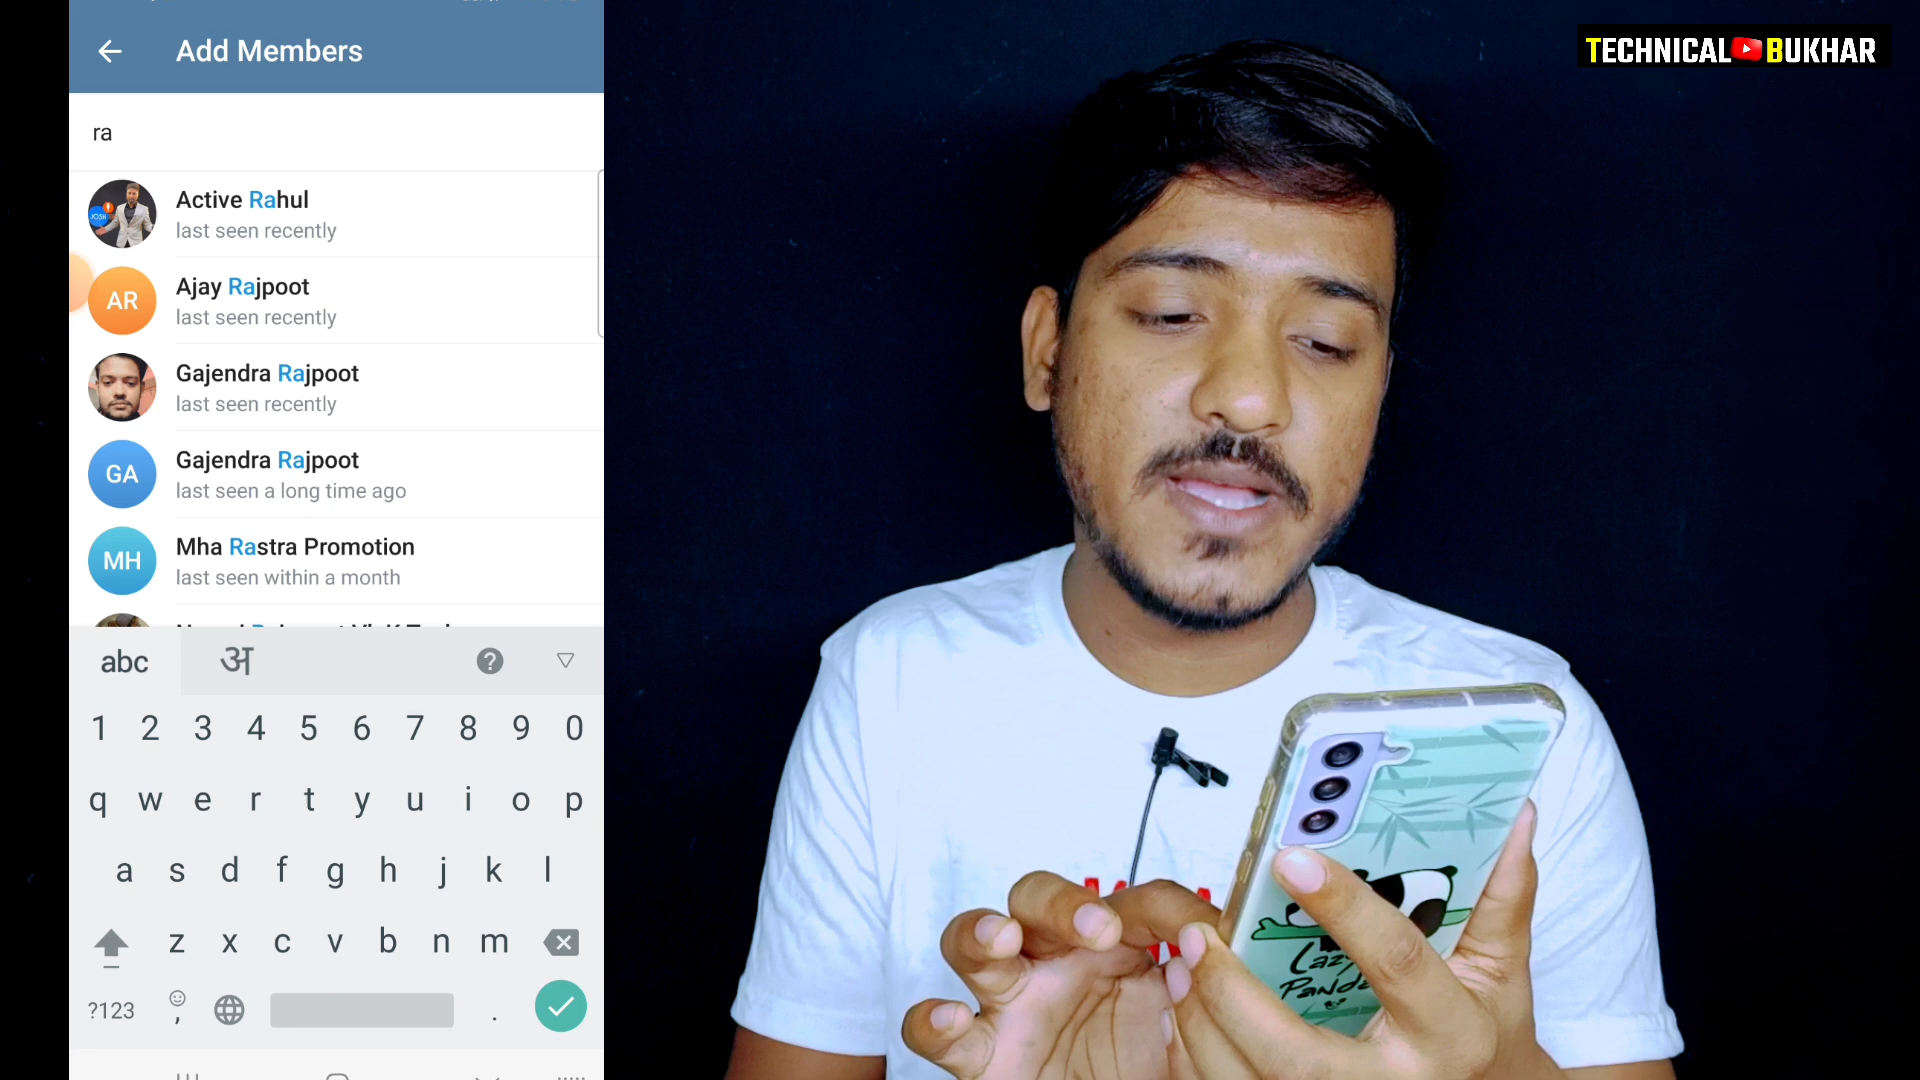 Add Members
TECHNICAL BUKHAR
ra
Active Rahul
last seen recently
AR
Ajay Rajpoot
last seen recently
Gajendra Rajpoot
last seen recently
GA
Gajendra Rajpoot
last seen a long time ago
MH
Mha Rastra Promotion
last seen within a month
abc अ ?
1 2 3 4 5 6 7 8 9 0
q w e r t y u i o p
a s d f g h j k l
z x c v b n m
?123 , .
Lazy
Panda